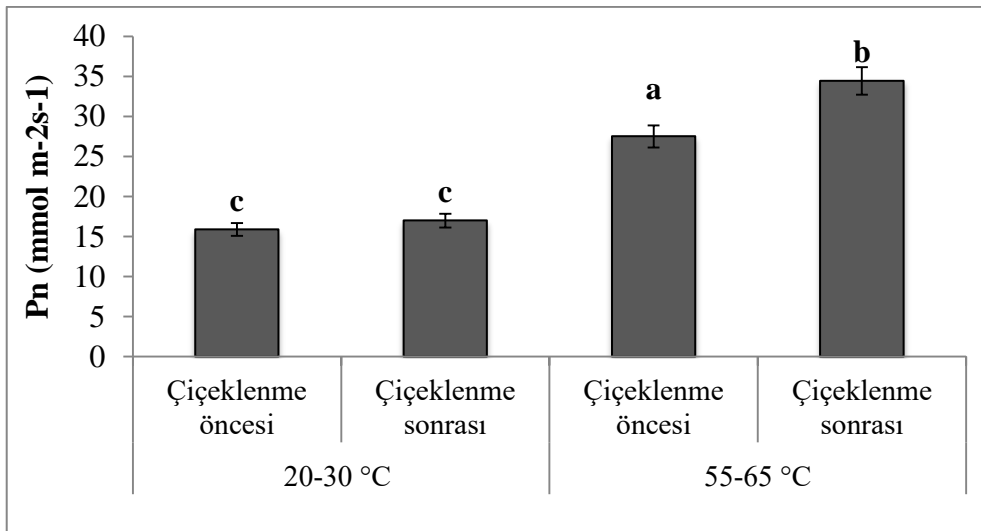 Pn (mmol m-2s-1)
40
35
30
25
20
15
10
5
0
c
c
a
b
Çiçeklenme
öncesi
Çiçeklenme
sonrası
Çiçeklenme
öncesi
Çiçeklenme
sonrası
20-30 °C
55-65 °C